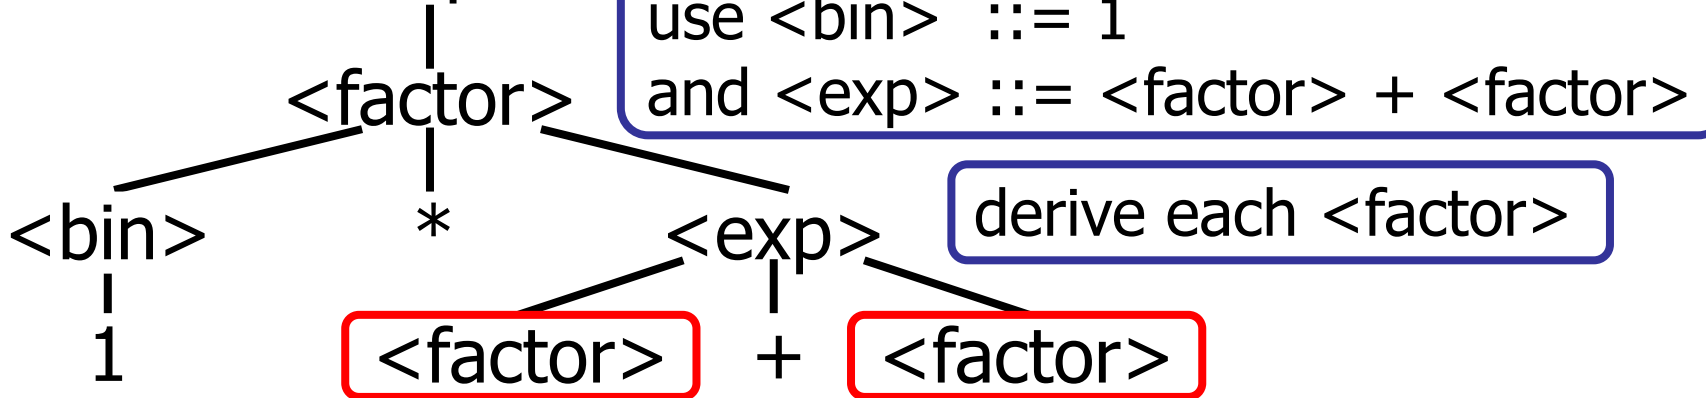 use <bin> ::= 1
and <exp> ::= <factor> + <factor>
<factor>
<bin> * <exp>
derive each <factor>
1 <factor> + <factor>